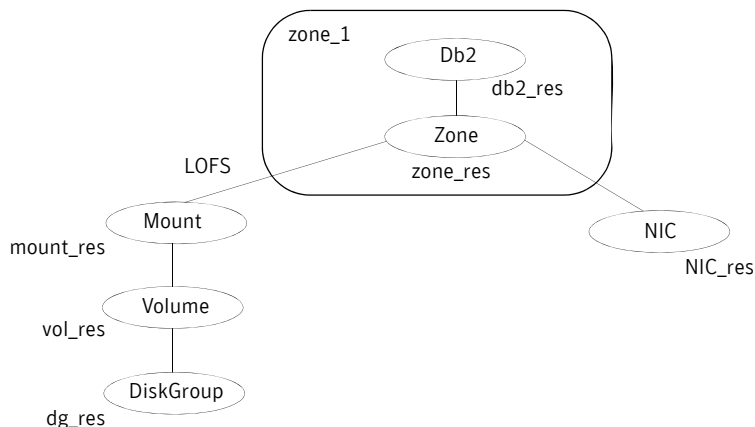 zone_1
Db2
db2_res
Zone
zone_res
LOFS
Mount
mount_res
NIC
NIC_res
Volume
vol_res
DiskGroup
dg_res